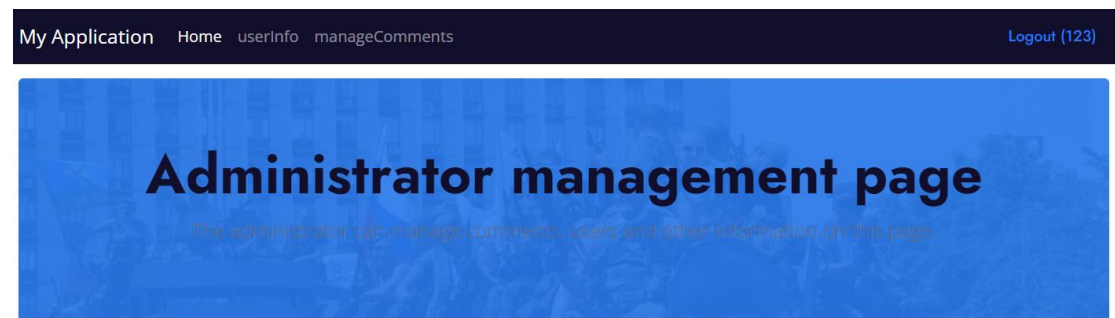 My Application Home userInfo manageComments Logout (123)
Administrator management page
The administrator can manage comments, users and other information on this page.